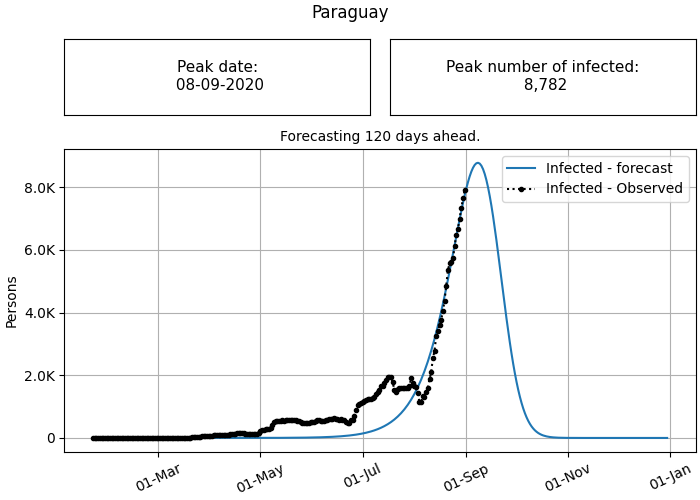 Paraguay
Peak date:
08-09-2020
Peak number of infected:
8,782
Forecasting 120 days ahead.
Infected - forecast
Infected - Observed
8.0K
6.0K
4.0K
2.0K
0
Persons
01-Mar
01-May
01-Jul
01-Sep
01-Nov
01-Jan